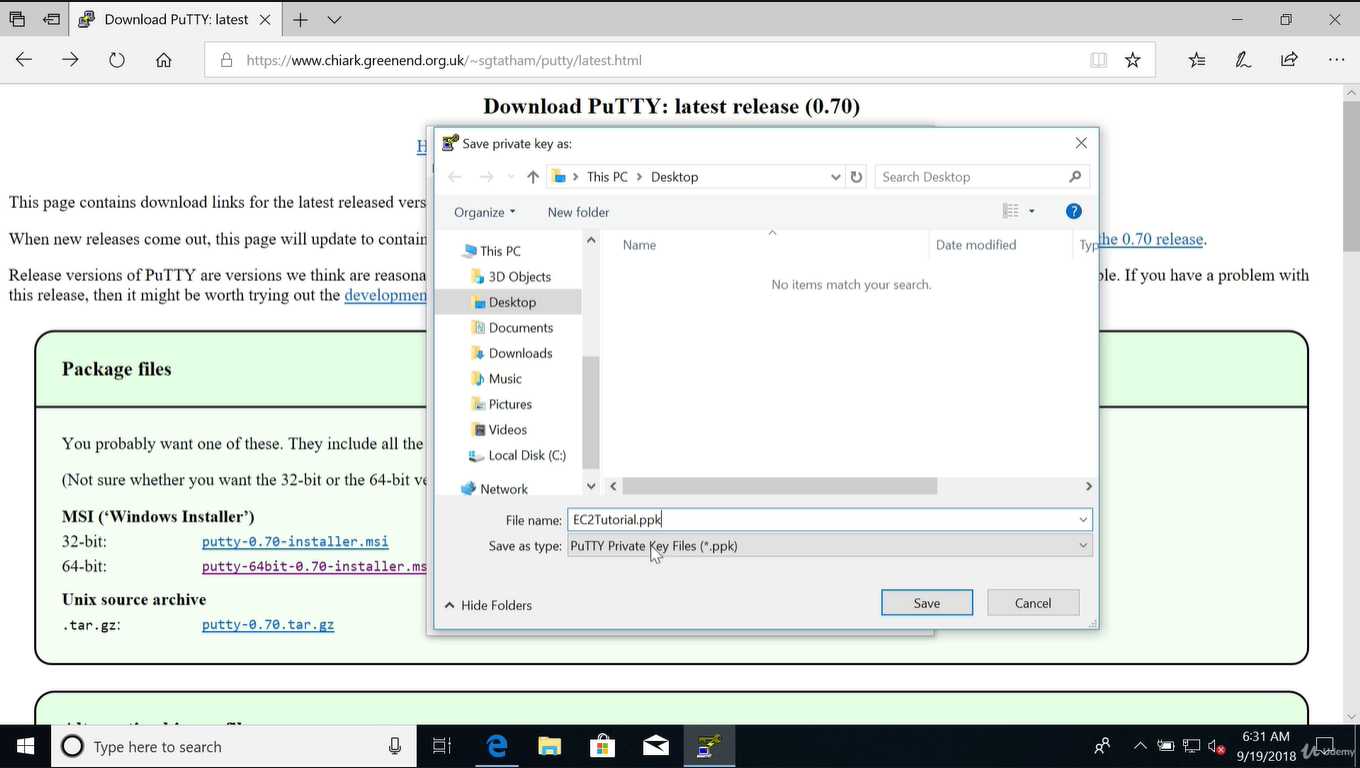 Download PuTTY: latest
https://www.chiark.greenend.org.uk/~sgtatham/putty/latest.html
Download PuTTY: latest release (0.70)
H
Save private key as:
This PC > Desktop
Search Desktop
Organize
New folder
This PC
3D Objects
Desktop
Documents
Downloads
Music
Pictures
Videos
Local Disk (C:)
Network
Name
Date modified
Typ
No items match your search.
File name: EC2Tutorial.ppk
Save as type: PuTTY Private Key Files (*.ppk)
Hide Folders
Save
Cancel
This page contains download links for the latest released vers
When new releases come out, this page will update to contain
the 0.70 release.
Release versions of PuTTY are versions we think are reasona
ble. If you have a problem with
this release, then it might be worth trying out the developmen
Package files
You probably want one of these. They include all the
(Not sure whether you want the 32-bit or the 64-bit ve
MSI (‘Windows Installer’)
32-bit: putty-0.70-installer.msi
64-bit: putty-64bit-0.70-installer.ms
Unix source archive
.tar.gz: putty-0.70.tar.gz
Type here to search
6:31 AM
9/19/2018
Udemy